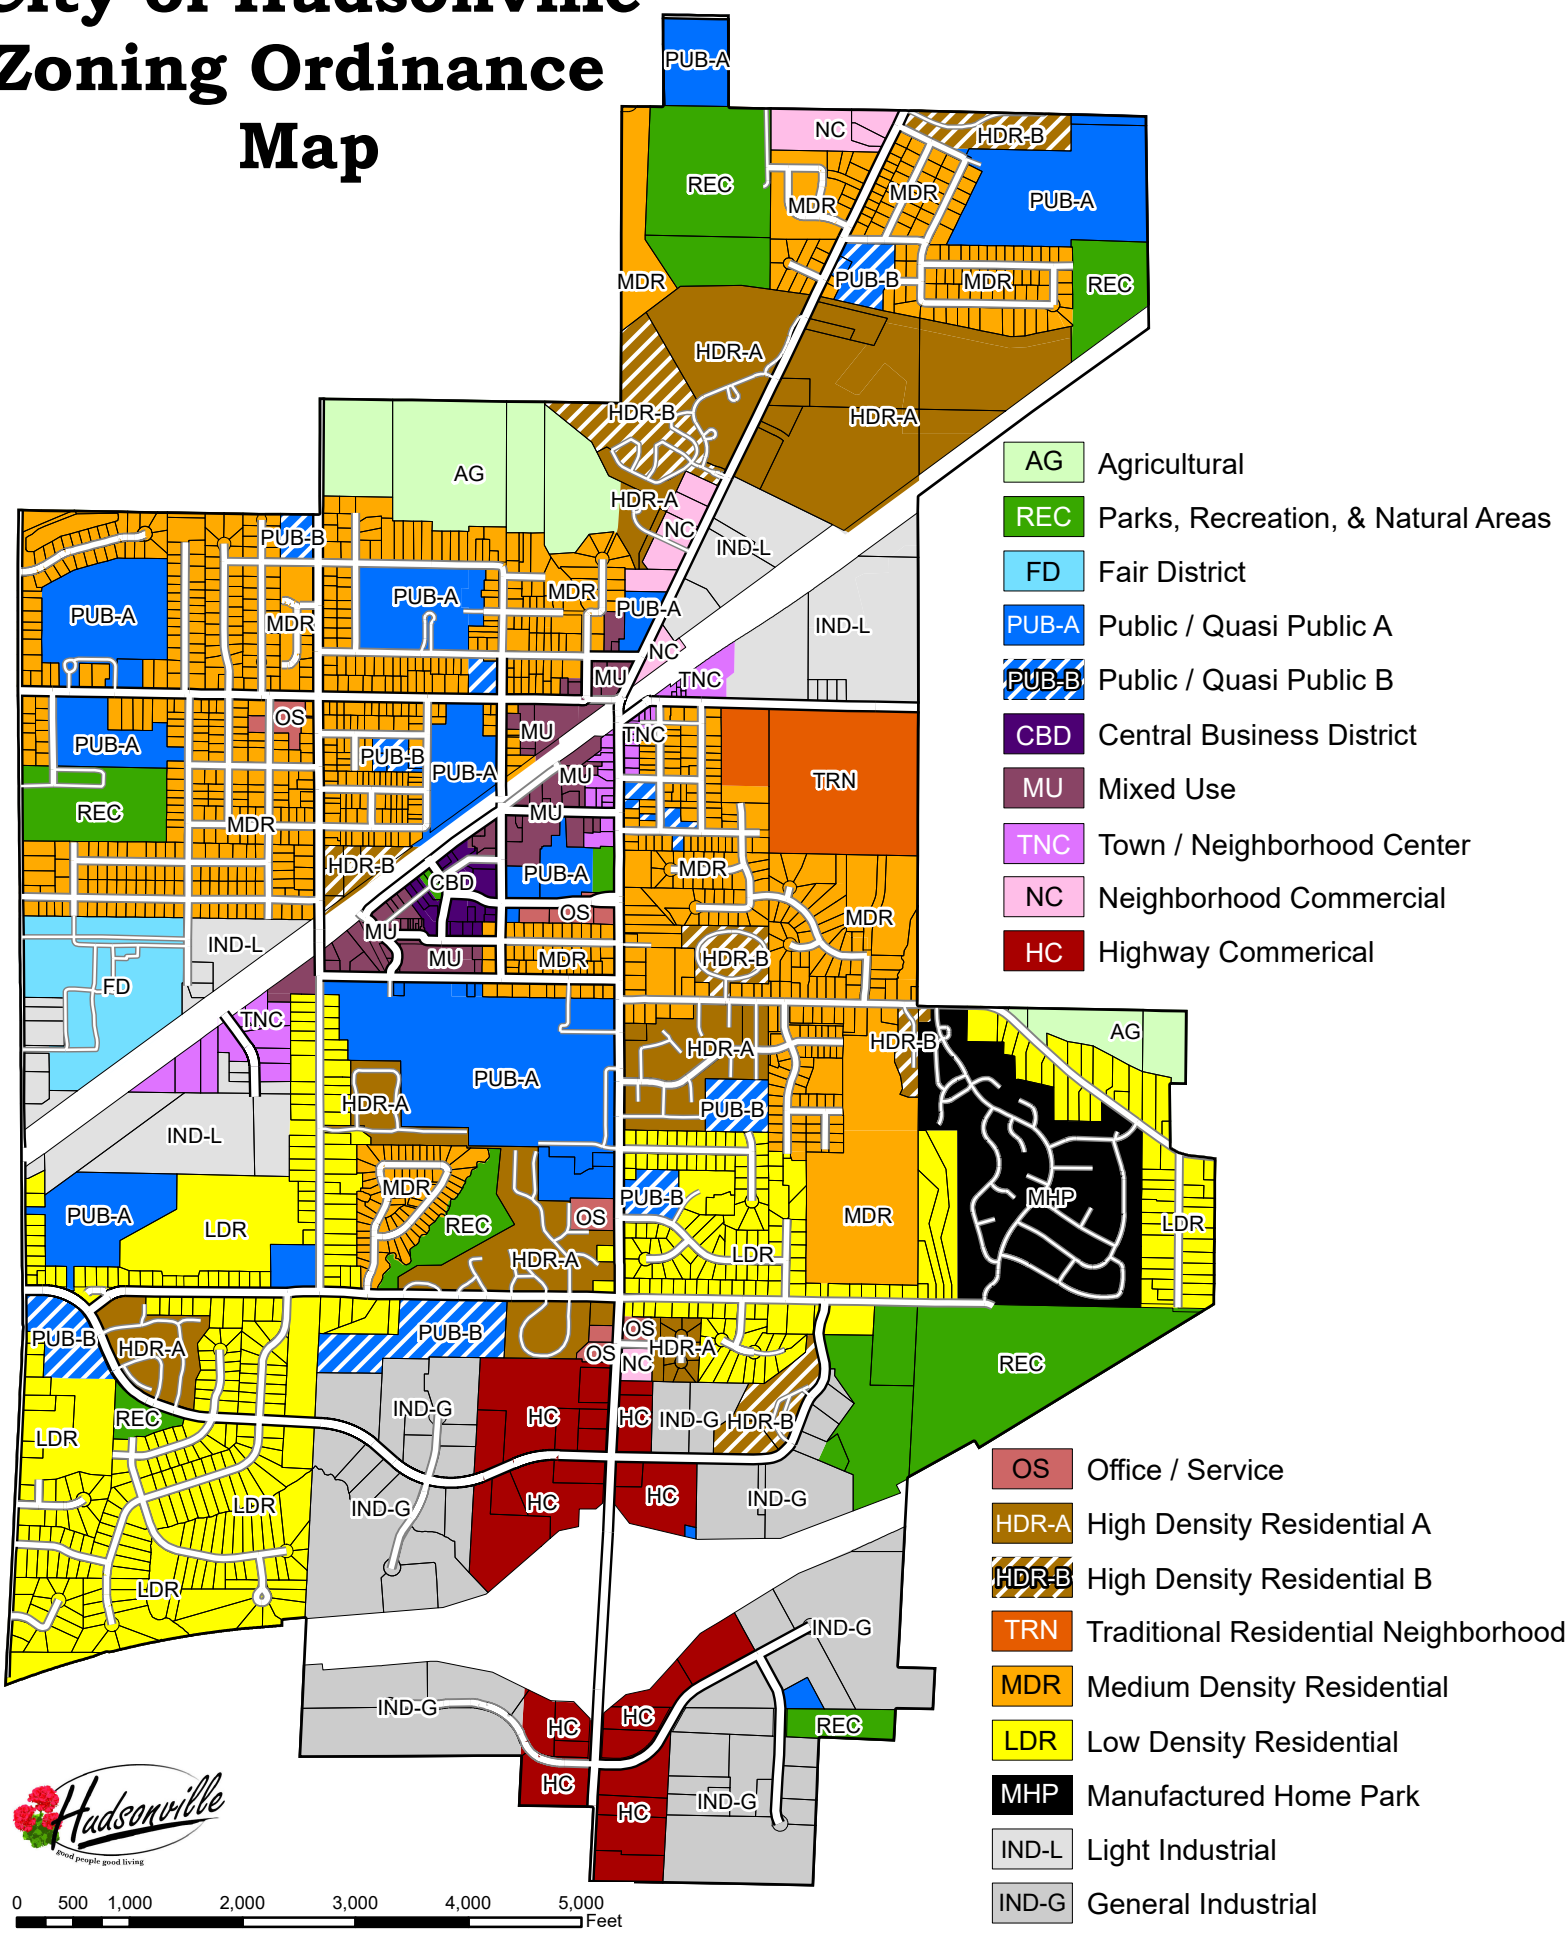 City of Hudsonville
Zoning Ordinance
Map
PUB-A
NC
HDR-B
REC
MDR
MDR
PUB-A
MDR
PUB-B
MDR
REC
HDR-A
HDR-B
HDR-A
AG
HDR-A
NC
IND-L
PUB-B
PUB-A
MDR
PUB-A
MDR
PUB-A
IND-L
NC
MU
TNC
OS
PUB-A
PUB-B
PUB-A
MU
TNC
MU
TRN
REC
MDR
MU
HDR-B
CBD
PUB-A
MDR
OS
MDR
IND-L
MU
MU
MDR
HDR-B
FD
TNC
HDR-B
AG
PUB-A
HDR-A
HDR-A
PUB-B
IND-L
MDR
PUB-B
MHP
PUB-A
LDR
REC
OS
MDR
LDR
HDR-A
LDR
PUB-B
HDR-A
PUB-B
OS
OS
NC
HDR-A
REC
REC
LDR
IND-G
HC
HC
IND-G
HDR-B
LDR
IND-G
HC
HC
IND-G
LDR
IND-G
IND-G
HC
HC
REC
HC
HC
IND-G
AG Agricultural
REC Parks, Recreation, & Natural Areas
FD Fair District
PUB-A Public / Quasi Public A
PUB-B Public / Quasi Public B
CBD Central Business District
MU Mixed Use
TNC Town / Neighborhood Center
NC Neighborhood Commercial
HC Highway Commerical
OS Office / Service
HDR-A High Density Residential A
HDR-B High Density Residential B
TRN Traditional Residential Neighborhood
MDR Medium Density Residential
LDR Low Density Residential
MHP Manufactured Home Park
IND-L Light Industrial
IND-G General Industrial
Hudsonville
good people good living
0 500 1,000 2,000 3,000 4,000 5,000
Feet